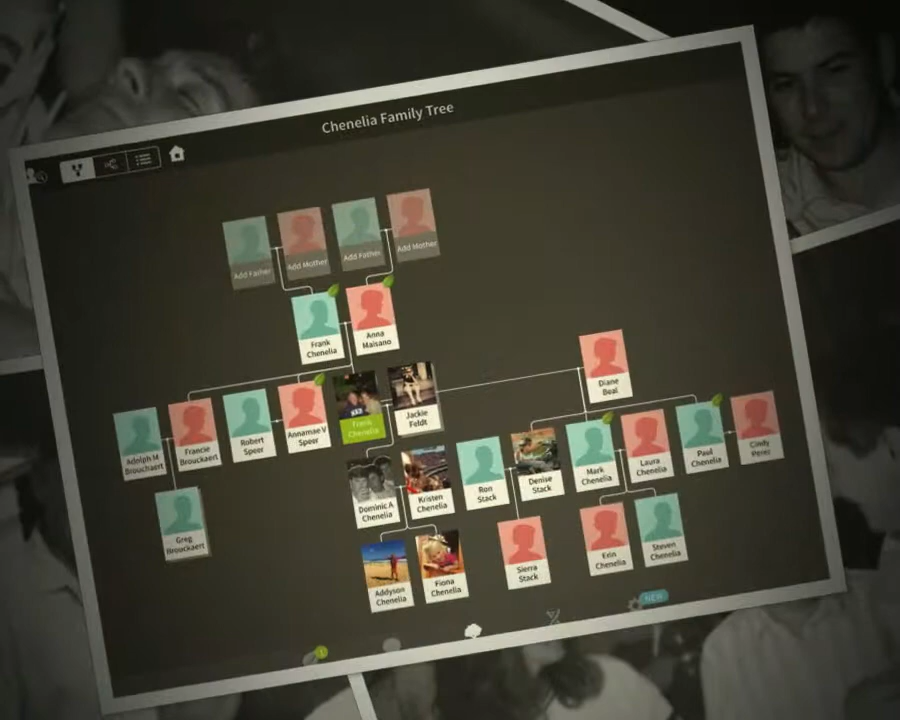 Chenelia Family Tree
Add Father
Add Mother
Add Father
Add Mother
Frank
Chenelia
Anna
Maisano
Diane
Beal
Adolph M
Brouckaert
Francie
Brouckaert
Robert
Speer
Annamae V
Speer
Frank
Chenelia
Jackie
Feldt
Dominic A
Chenelia
Kristen
Chenelia
Ron
Stack
Denise
Stack
Mark
Chenelia
Laura
Chenelia
Paul
Chenelia
Cindy
Perez
Greg
Brouckaert
Addyson
Chenelia
Fiona
Chenelia
Sierra
Stack
Erin
Chenelia
Steven
Chenelia
NEW
1